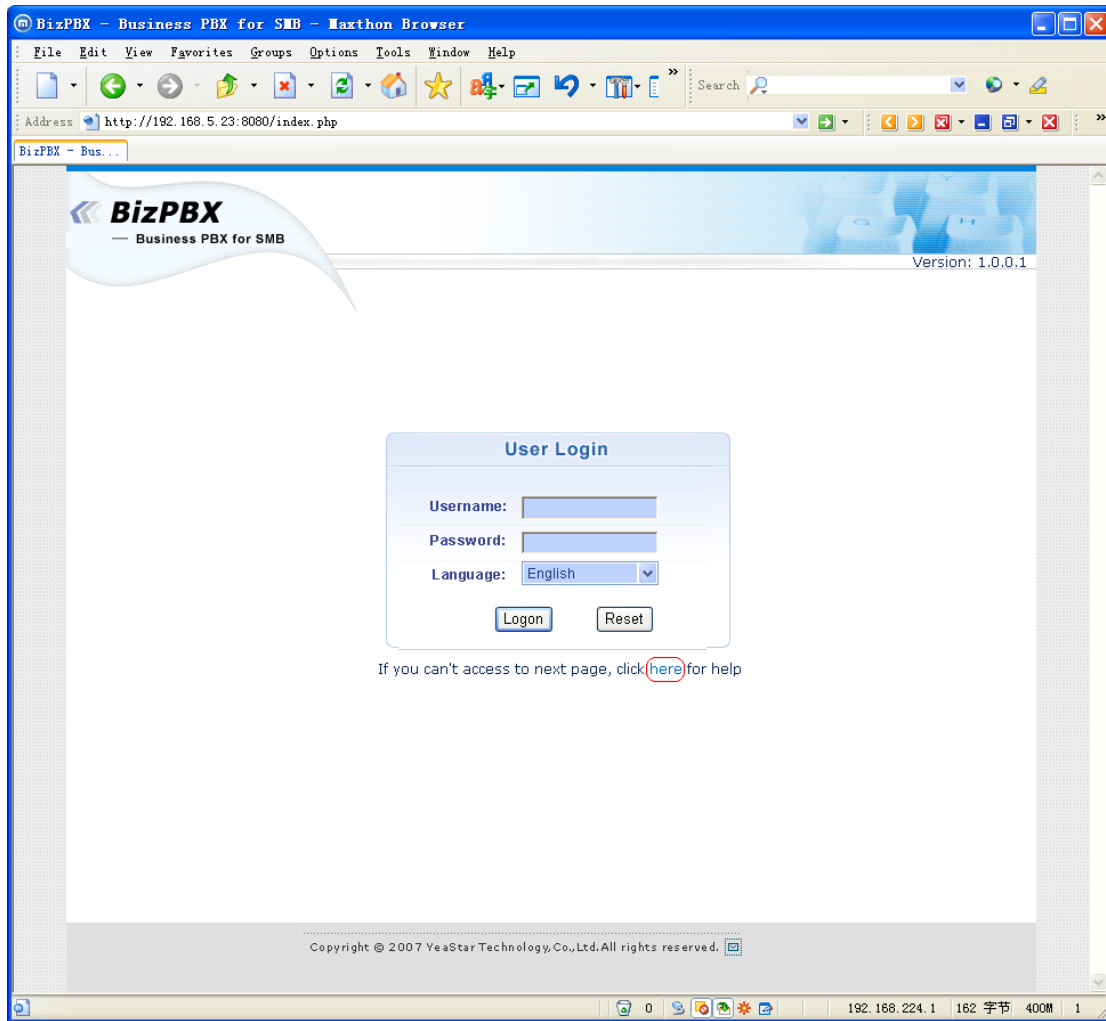 BizPBX - Business PBX for SMB - Maxthon Browser
File Edit View Favorites Groups Options Tools Window Help
Search
Address http://192.168.5.23:8080/index.php
BizPBX - Bus...
BizPBX
— Business PBX for SMB
G H
Version: 1.0.0.1
User Login
Username:
Password:
Language: English
Logon Reset
If you can't access to next page, click here for help
Copyright © 2007 YeaStar Technology,Co.,Ltd.All rights reserved.
0 192.168.224.1 162 字节 400M 1